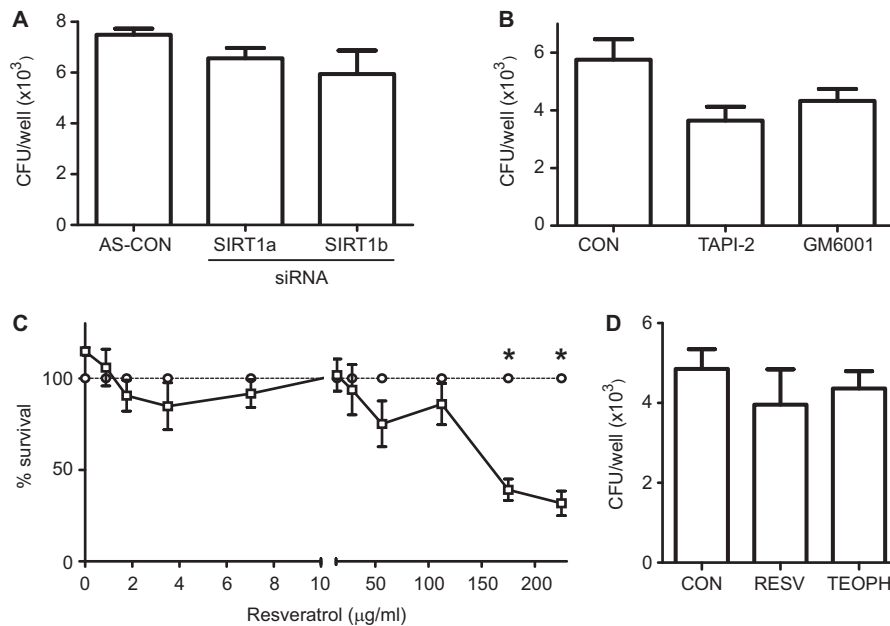 A
CFU/well (x10³)
8
6
4
2
0
AS-CON SIRT1a SIRT1b
siRNA
B
CFU/well (x10³)
6
4
2
0
CON TAPI-2 GM6001
C
% survival
100
50
0
* *
0 2 4 6 8 10 50 100 150 200
Resveratrol (μg/ml)
D
CFU/well (x10³)
6
4
2
0
CON RESV TEOPH